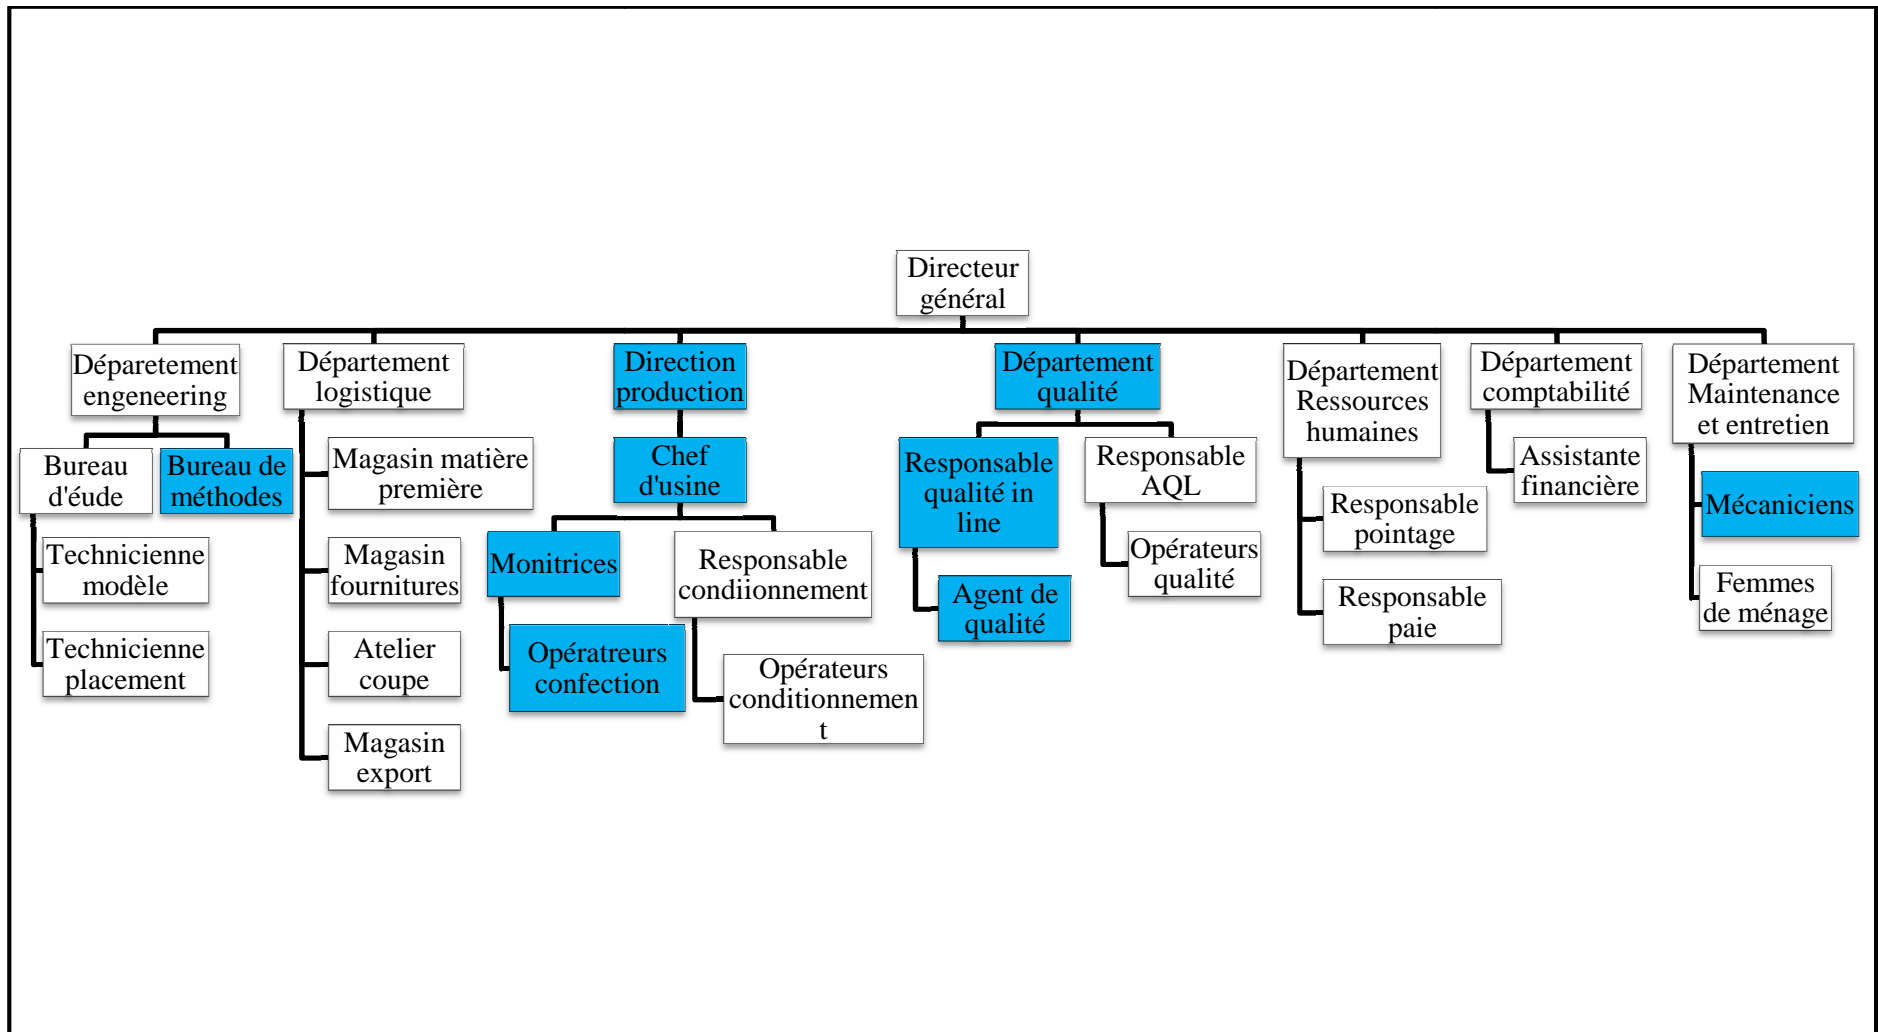 Directeur
général
Déparetement
engeneering
Département
logistique
Direction
production
Département
qualité
Département
Ressources
humaines
Département
comptabilité
Département
Maintenance
et entretien
Bureau
d'éude
Bureau de
méthodes
Technicienne
modèle
Technicienne
placement
Magasin matière
première
Magasin
fournitures
Atelier
coupe
Magasin
export
Chef
d'usine
Monitrices
Opératreurs
confection
Responsable
condiionnement
Opérateurs
conditionnemen
t
Responsable
qualité in
line
Agent de
qualité
Responsable
AQL
Opérateurs
qualité
Responsable
pointage
Responsable
paie
Assistante
financière
Mécaniciens
Femmes
de ménage